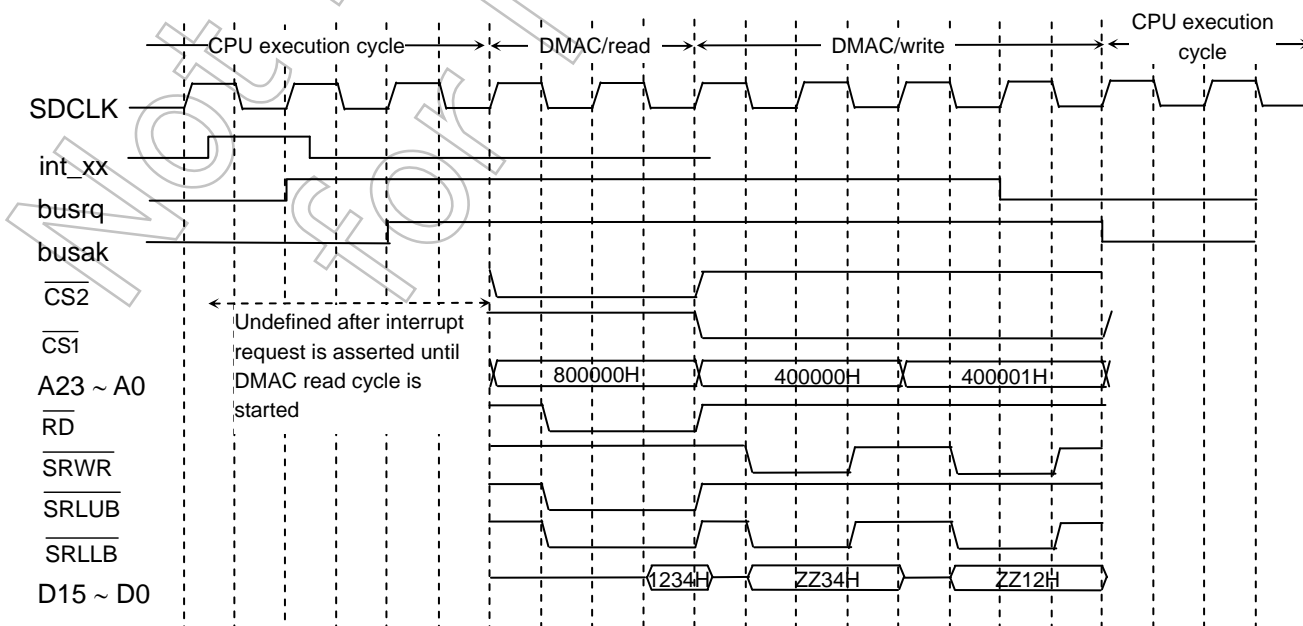 CPU execution cycle
DMAC/read
DMAC/write
CPU execution
cycle
SDCLK
int_xx
busrq
busak
CS2
Undefined after interrupt
request is asserted until
DMAC read cycle is
started
CS1
A23 ~ A0
800000H
400000H
400001H
RD
SRWR
SRLUB
SRLLB
D15 ~ D0
1234H
ZZ34H
ZZ12H
Not
for